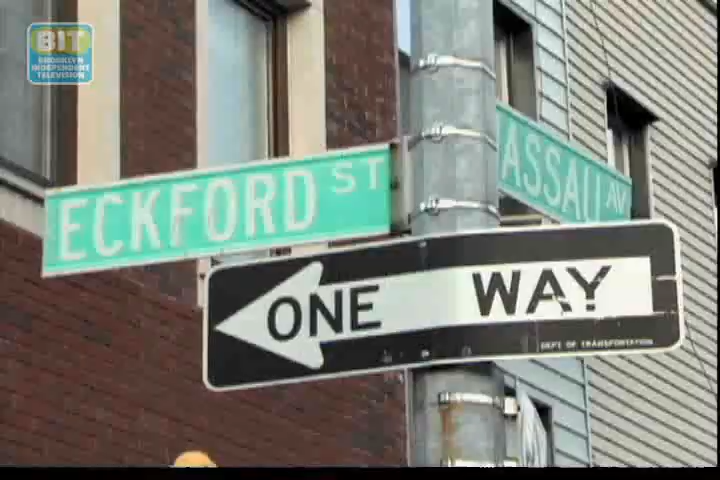 BIT
BROOKLYN
INDEPENDENT
TELEVISION
ECKFORD ST
ASSAU AV
ONE WAY
DEPT OF TRANSPORTATION